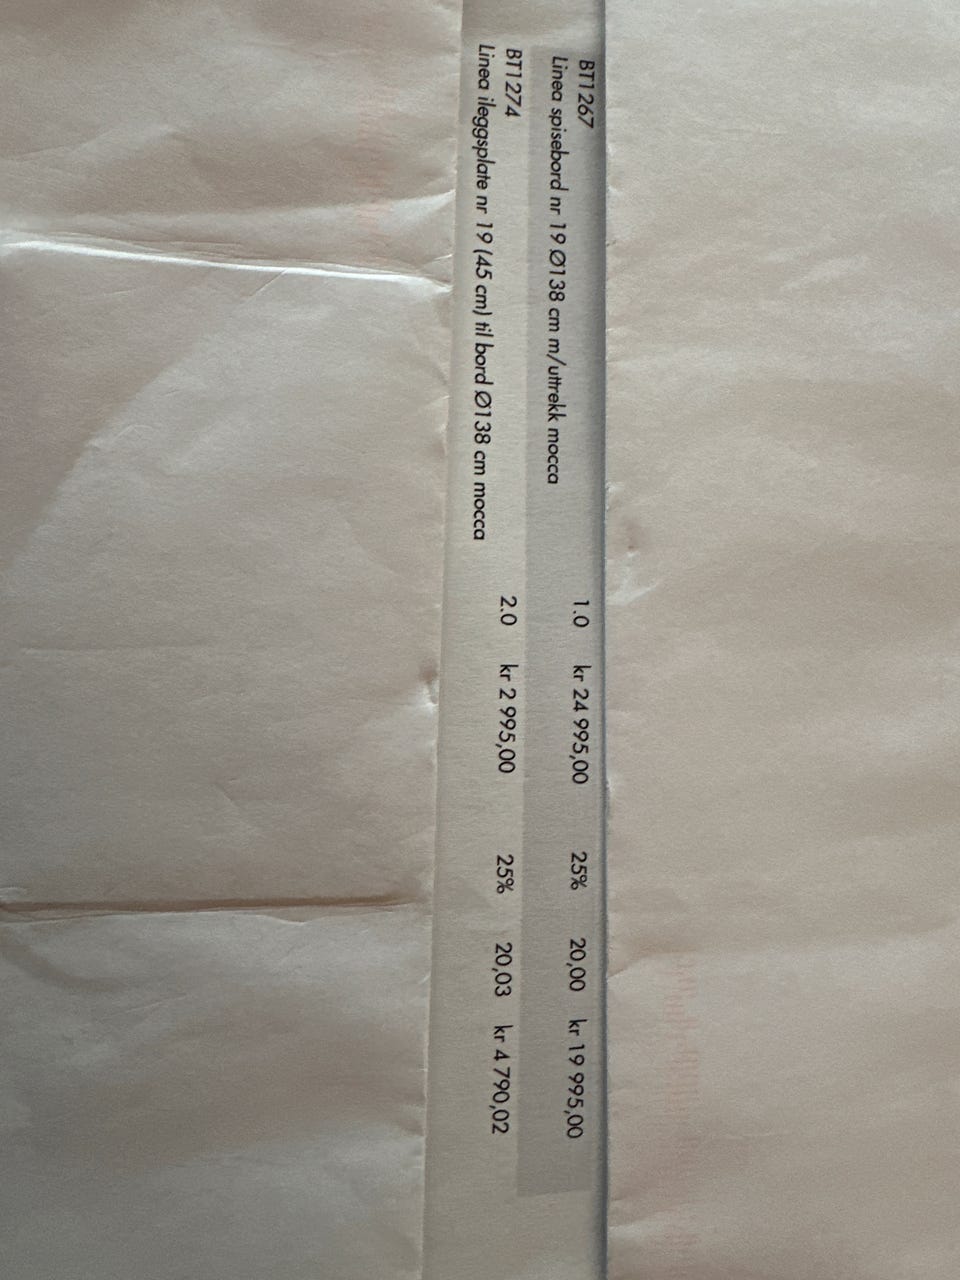 BT1267
Linea spisebord nr 19 Ø138 cm m/uttrekk mocca 1.0 kr 24 995,00 25% 20,00 kr 19 995,00
BT1274
Linea ileggsplate nr 19 (45 cm) til bord Ø138 cm mocca 2.0 kr 2 995,00 25% 20,03 kr 4 790,02